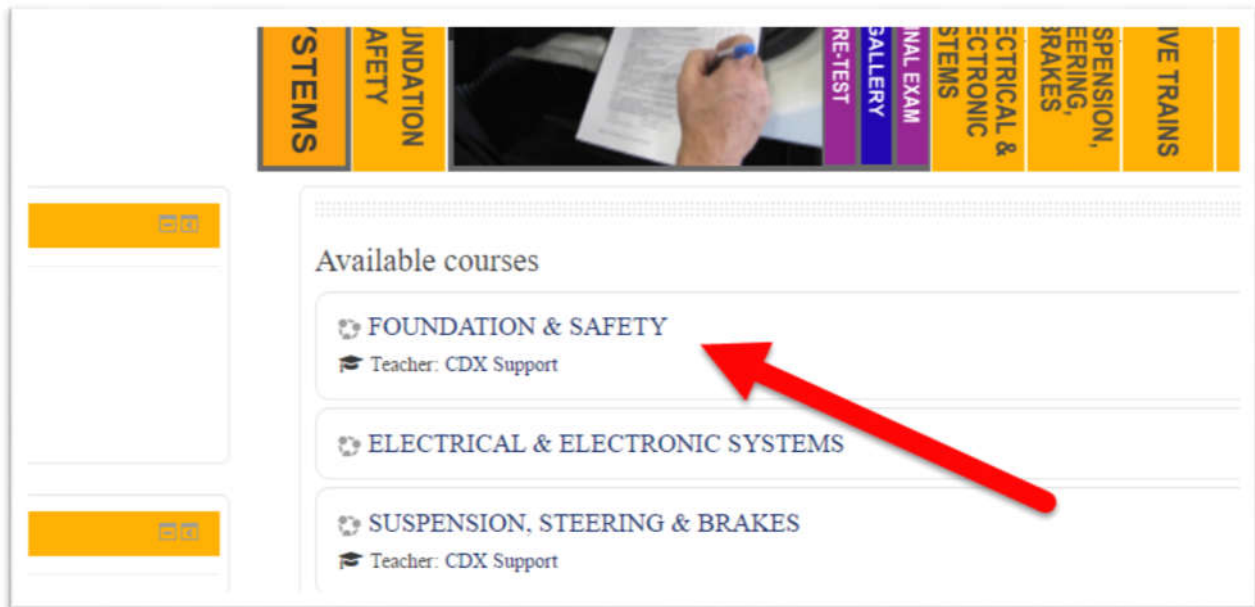 YSTEMS
UNDATION
AFETY
RE-TEST
GALLERY
INAL EXAM
ECTRICAL &
ECTRONIC
STEMS
SPENSION,
EERING,
BRAKES
IVE TRAINS
Available courses
FOUNDATION & SAFETY
Teacher: CDX Support
ELECTRICAL & ELECTRONIC SYSTEMS
SUSPENSION, STEERING & BRAKES
Teacher: CDX Support